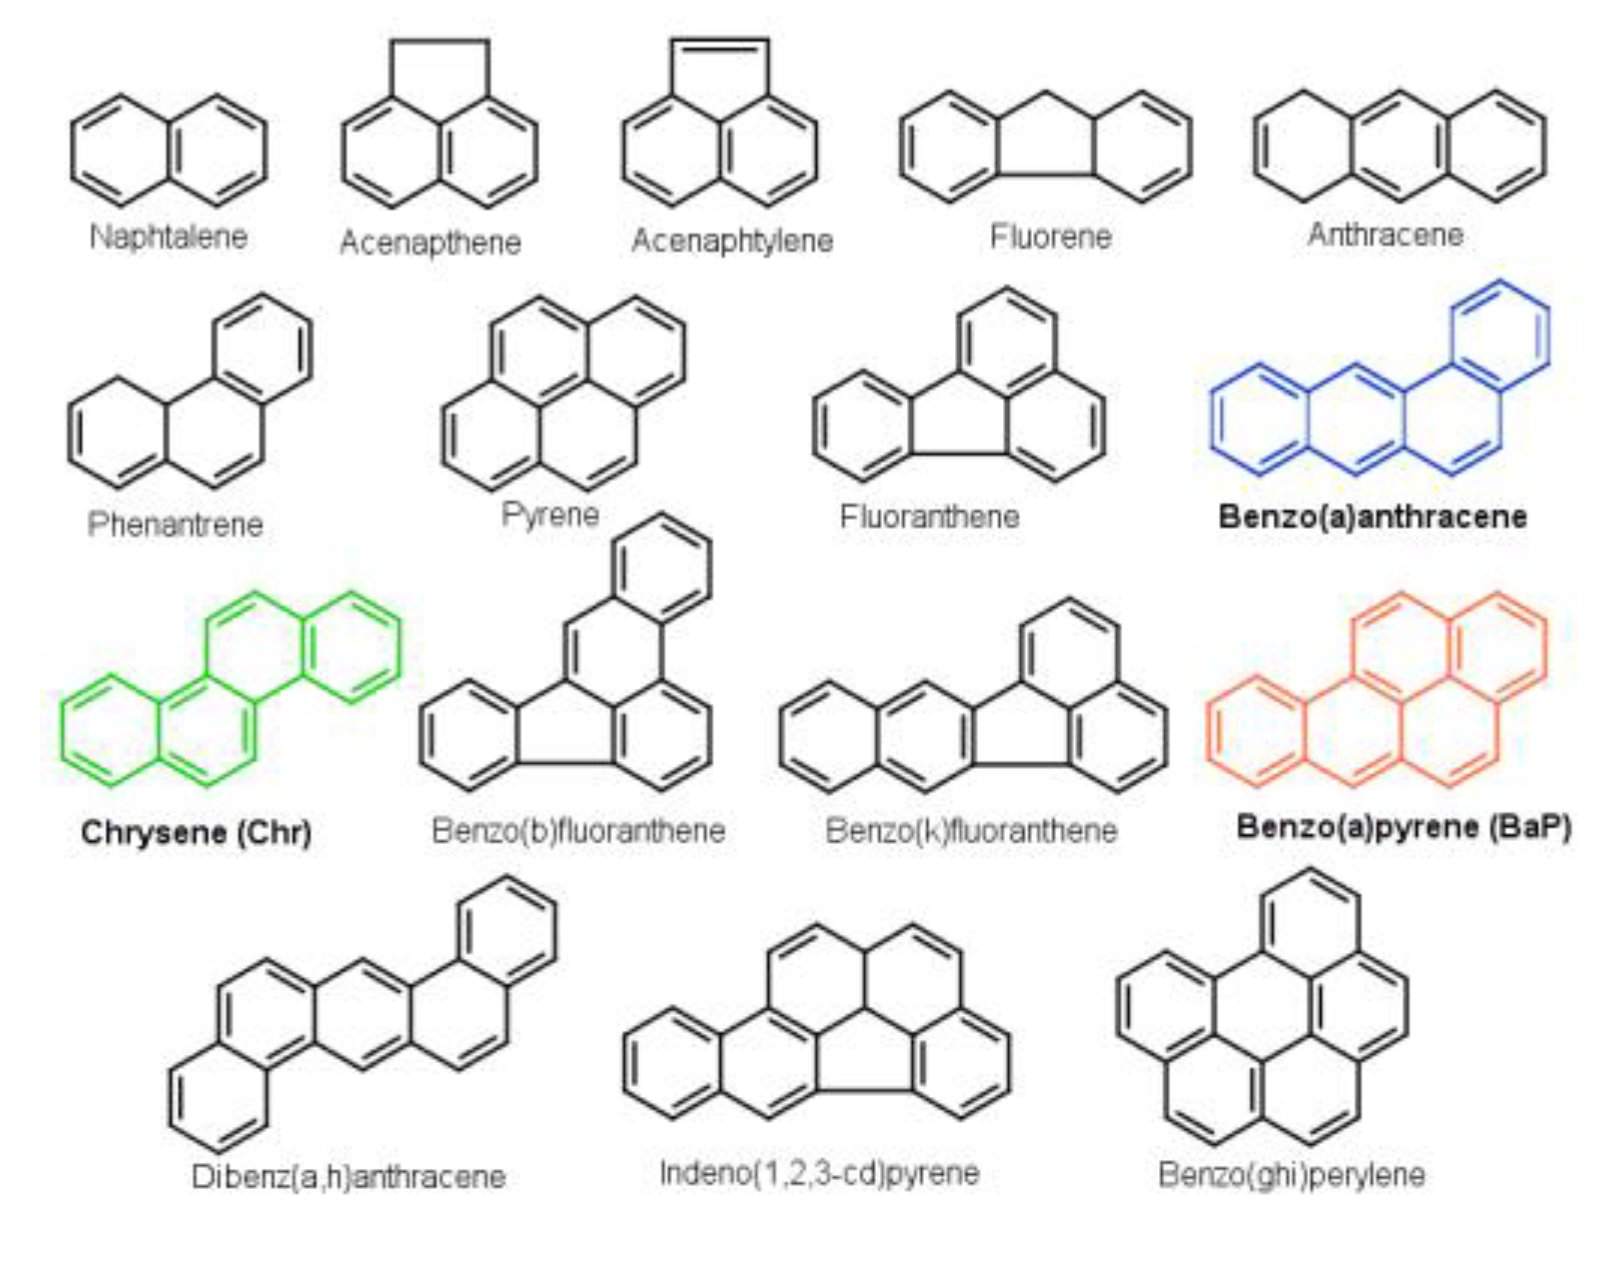 Naphtalene
Acenapthene
Acenaphtylene
Fluorene
Anthracene
Phenantrene
Pyrene
Fluoranthene
Benzo(a)anthracene
Chrysene (Chr)
Benzo(b)fluoranthene
Benzo(k)fluoranthene
Benzo(a)pyrene (BaP)
Dibenz(a,h)anthracene
Indeno(1,2,3-cd)pyrene
Benzo(ghi)perylene